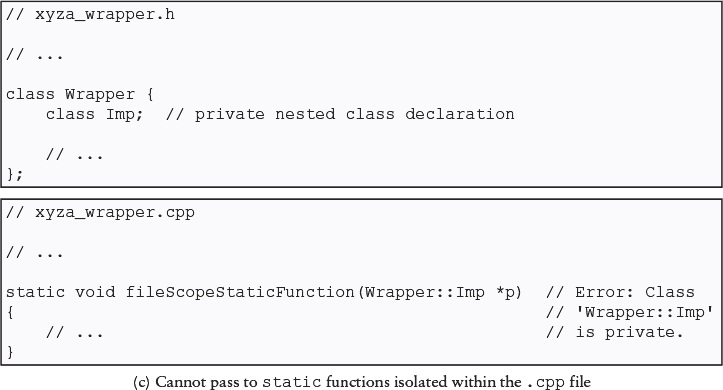 // xyza_wrapper.h
// ...
class Wrapper {
    class Imp;  // private nested class declaration
    // ...
};
// xyza_wrapper.cpp
// ...
static void fileScopeStaticFunction(Wrapper::Imp *p)  // Error: Class
{                                                     // 'Wrapper::Imp'
    // ...                                            // is private.
}
(c) Cannot pass to static functions isolated within the .cpp file